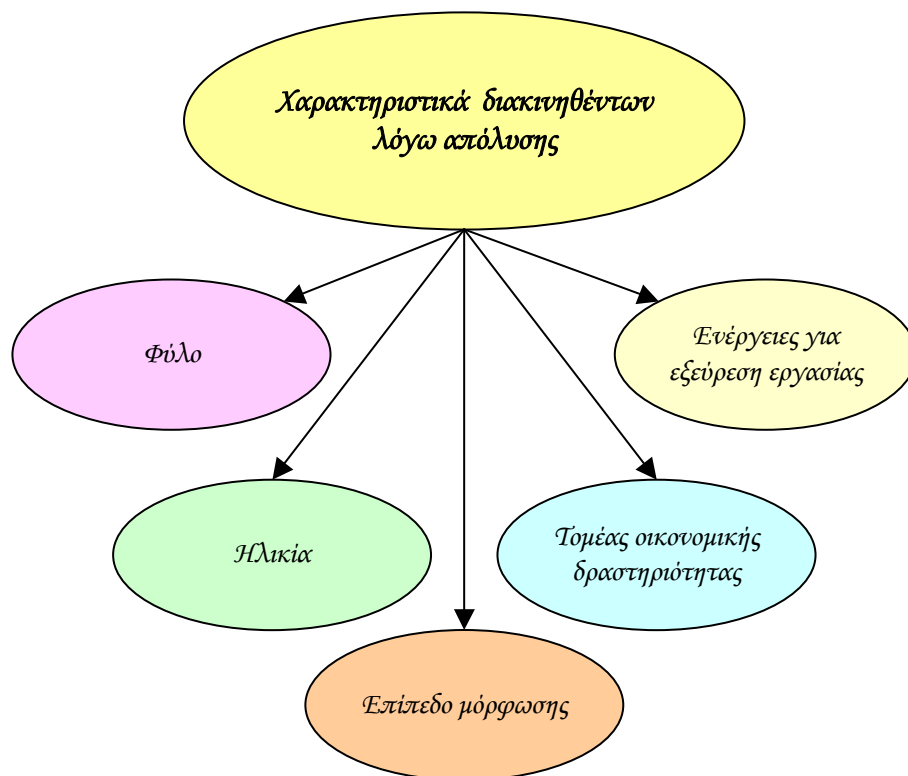 Χαρακτηριστικά διακινηθέντων
λόγω απόλυσης
Φύλο
Ενέργειες για
εξεύρεση εργασίας
Ηλικία
Τομέας οικονομικής
δραστηριότητας
Επίπεδο μόρφωσης